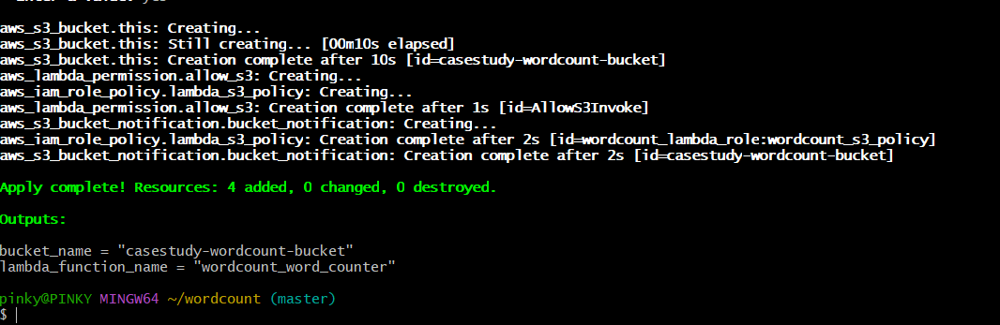 aws_s3_bucket.this: Creating...
aws_s3_bucket.this: Still creating... [00m10s elapsed]
aws_s3_bucket.this: Creation complete after 10s [id=casestudy-wordcount-bucket]
aws_lambda_permission.allow_s3: Creating...
aws_iam_role_policy.lambda_s3_policy: Creating...
aws_lambda_permission.allow_s3: Creation complete after 1s [id=AllowS3Invoke]
aws_s3_bucket_notification.bucket_notification: Creating...
aws_iam_role_policy.lambda_s3_policy: Creation complete after 2s [id=wordcount_lambda_role:wordcount_s3_policy]
aws_s3_bucket_notification.bucket_notification: Creation complete after 2s [id=casestudy-wordcount-bucket]
Apply complete! Resources: 4 added, 0 changed, 0 destroyed.
Outputs:
bucket_name = "casestudy-wordcount-bucket"
lambda_function_name = "wordcount_word_counter"
pinky@PINKY MINGW64 ~/wordcount (master)
$